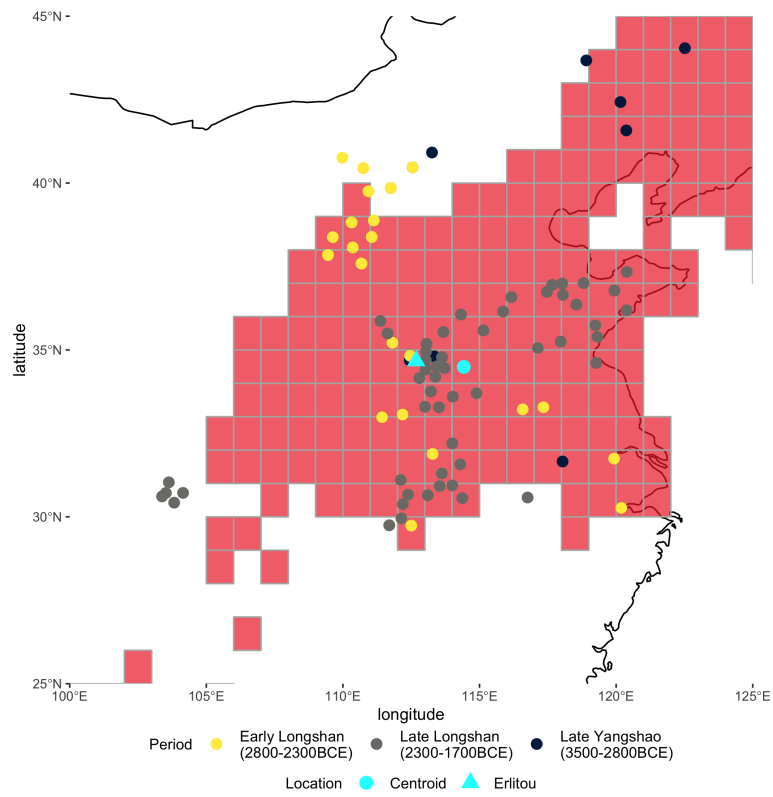 45°N
40°N
35°N
30°N
25°N
latitude
100°E 105°E 110°E 115°E 120°E 125°E
longitude
Period Early Longshan (2800-2300BCE) Late Longshan (2300-1700BCE) Late Yangshao (3500-2800BCE)
Location Centroid Erlitou